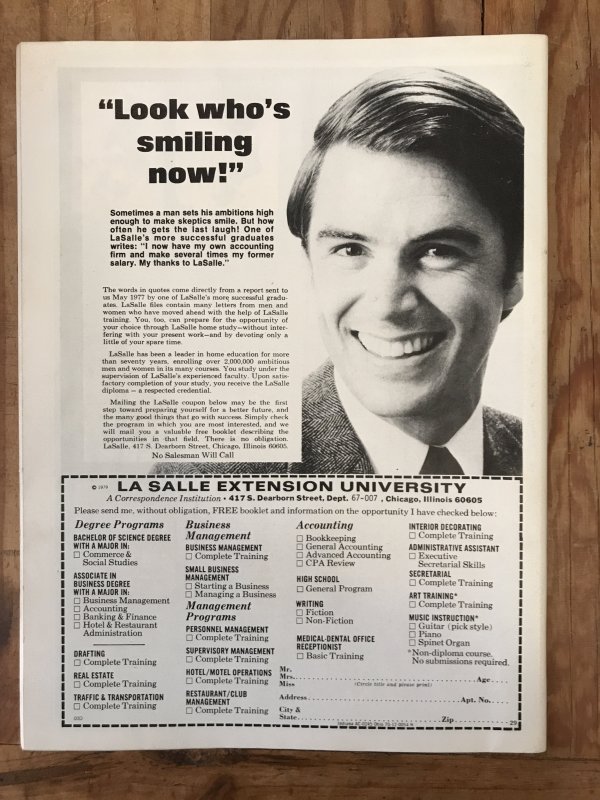 “Look who’s
smiling
now!”
Sometimes a man sets his ambitions high
enough to make skeptics smile. But how
often he gets the last laugh! One of
LaSalle’s more successful graduates
writes: “I now have my own accounting
firm and make several times my former
salary. My thanks to LaSalle.”
The words in quotes come directly from a report sent to
us May 1977 by one of LaSalle’s more successful gradu-
ates. LaSalle files contain many letters from men and
women who have moved ahead with the help of LaSalle
training. You, too, can prepare for the opportunity of
your choice through LaSalle home study—without inter-
fering with your present work—and by devoting only a
little of your spare time.
LaSalle has been a leader in home education for more
than seventy years, enrolling over 2,000,000 ambitious
men and women in its many courses. You study under the
supervision of LaSalle’s experienced faculty. Upon satis-
factory completion of your study, you receive the LaSalle
diploma — a respected credential.
Mailing the LaSalle coupon below may be the first
step toward preparing yourself for a better future, and
the many good things that go with success. Simply check
the program in which you are most interested, and we
will mail you a valuable free booklet describing the
opportunities in that field. There is no obligation.
LaSalle, 417 S. Dearborn Street, Chicago, Illinois 60605.
No Salesman Will Call
© 1979 LA SALLE EXTENSION UNIVERSITY
A Correspondence Institution • 417 S. Dearborn Street, Dept. 67-007 , Chicago, Illinois 60605
Please send me, without obligation, FREE booklet and information on the opportunity I have checked below:
Degree Programs
BACHELOR OF SCIENCE DEGREE
WITH A MAJOR IN:
□ Commerce &
Social Studies
ASSOCIATE IN
BUSINESS DEGREE
WITH A MAJOR IN:
□ Business Management
□ Accounting
□ Banking & Finance
□ Hotel & Restaurant
Administration
DRAFTING
□ Complete Training
REAL ESTATE
□ Complete Training
TRAFFIC & TRANSPORTATION
□ Complete Training
Business
Management
BUSINESS MANAGEMENT
□ Complete Training
SMALL BUSINESS
MANAGEMENT
□ Starting a Business
□ Managing a Business
Management
Programs
PERSONNEL MANAGEMENT
□ Complete Training
SUPERVISORY MANAGEMENT
□ Complete Training
HOTEL/MOTEL OPERATIONS
□ Complete Training
RESTAURANT/CLUB
MANAGEMENT
□ Complete Training
Accounting
□ Bookkeeping
□ General Accounting
□ Advanced Accounting
□ CPA Review
HIGH SCHOOL
□ General Program
WRITING
□ Fiction
□ Non-Fiction
MEDICAL-DENTAL OFFICE
RECEPTIONIST
□ Basic Training
INTERIOR DECORATING
□ Complete Training
ADMINISTRATIVE ASSISTANT
□ Executive
Secretarial Skills
SECRETARIAL
□ Complete Training
ART TRAINING*
□ Complete Training
MUSIC INSTRUCTION*
□ Guitar (pick style)
□ Piano
□ Spinet Organ
*Non-diploma course.
No submissions required.
Mr.
Mrs. Age
Miss (Circle title and please print)
Address Apt. No.
City &
State Zip 29